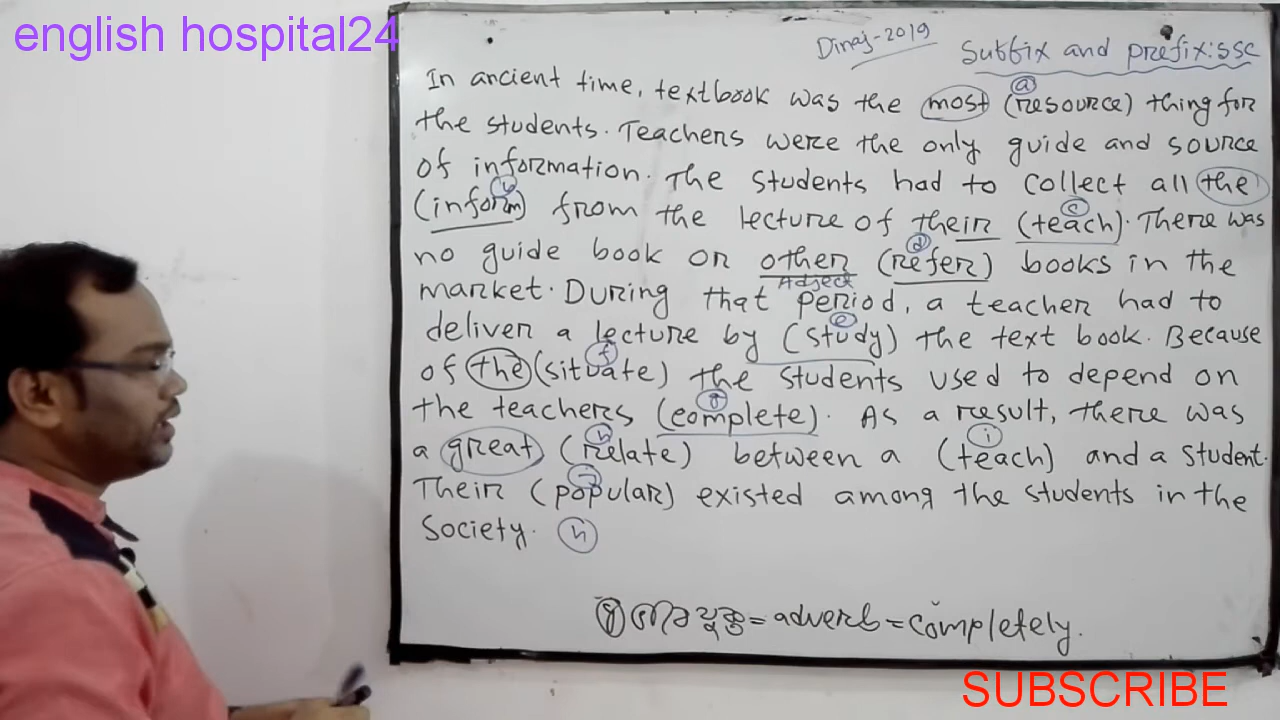 english hospital24
Dinaj-2019
Suffix and prefix:SSC
In ancient time, textbook was the most (resource) thing for
a
the students. Teachers were the only guide and source
of information. The students had to collect all the
(inform) from the lecture of their (teach). There was
c
no guide book or other (refer) books in the
d
Adject
market. During that period, a teacher had to
deliver a lecture by (study) the text book. Because
e
of the (situate) the students used to depend on
f
the teachers (complete). As a result, there was
g
a great (relate) between a (teach) and a student.
h
i
Their (popular) existed among the students in the
society. h
= adverb = completely.
SUBSCRIBE